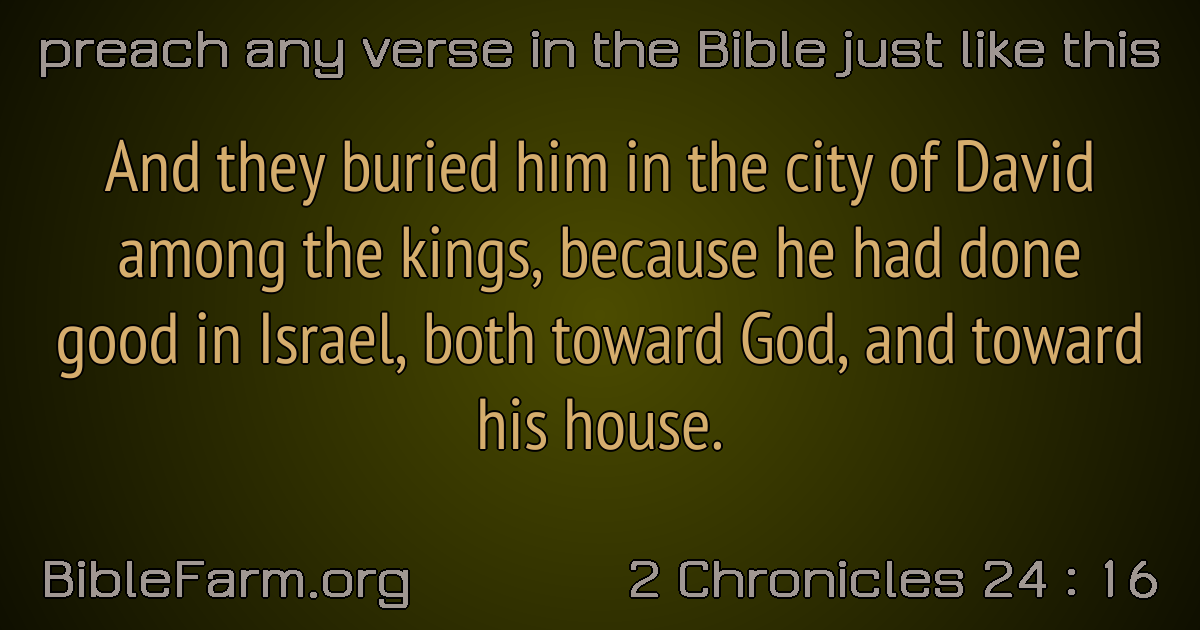 preach any verse in the Bible just like this
And they buried him in the city of David
among the kings, because he had done
good in Israel, both toward God, and toward
his house.
BibleFarm.org 2 Chronicles 24 : 16